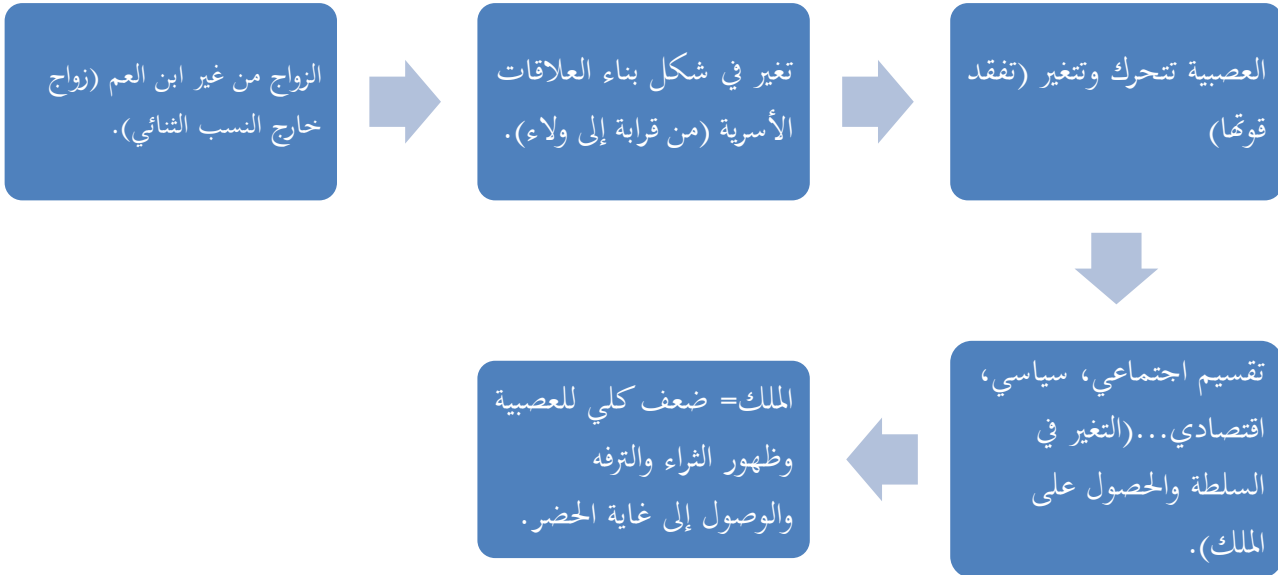 الزواج من غير ابن العم (زواج
خارج النسب الثنائي).
تغير في شكل بناء العلاقات
الأسرية (من قرابة إلى ولاء).
العصبية تتحرك وتتغير (تفقد
قوتها)
تقسيم اجتماعي، سياسي،
اقتصادي...(التغير في
السلطة والحصول على
الملك).
الملك= ضعف كلي للعصبية
وظهور الثراء والترفه
والوصول إلى غاية الحضر.